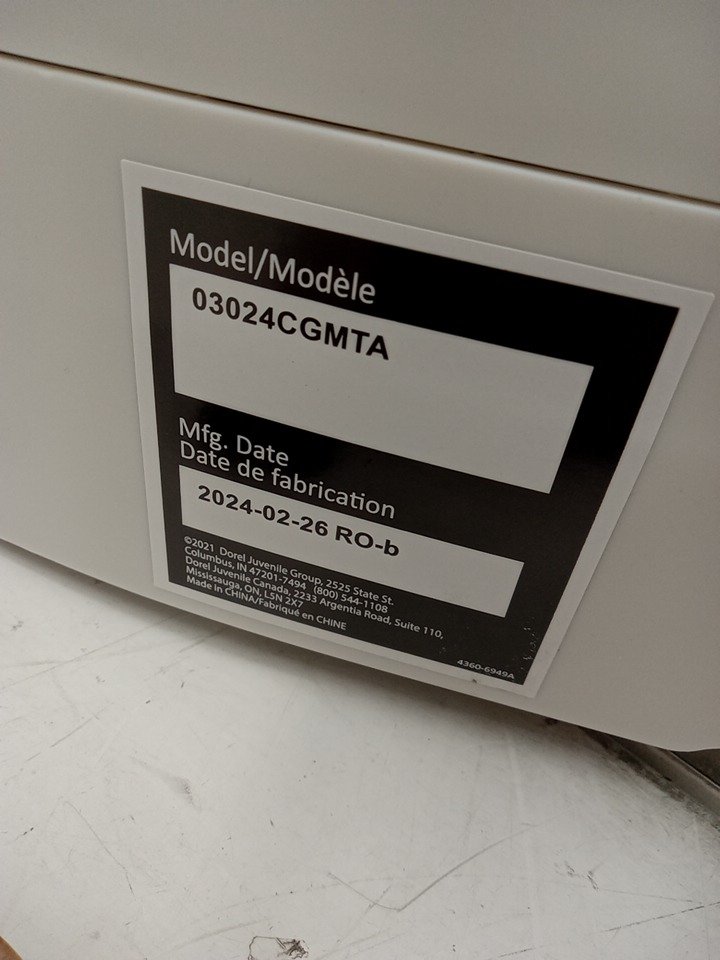 Model/Modèle
03024CGMTA
Mfg. Date
Date de fabrication
2024-02-26 RO-b
©2021 Dorel Juvenile Group, 2525 State St.
Columbus, IN 47201-7494 (800) 544-1108
Dorel Juvenile Canada, 2233 Argentia Road, Suite 110,
Mississauga, ON, L5N 2X7
Made in CHINA/Fabriqué en CHINE
4360-6949A